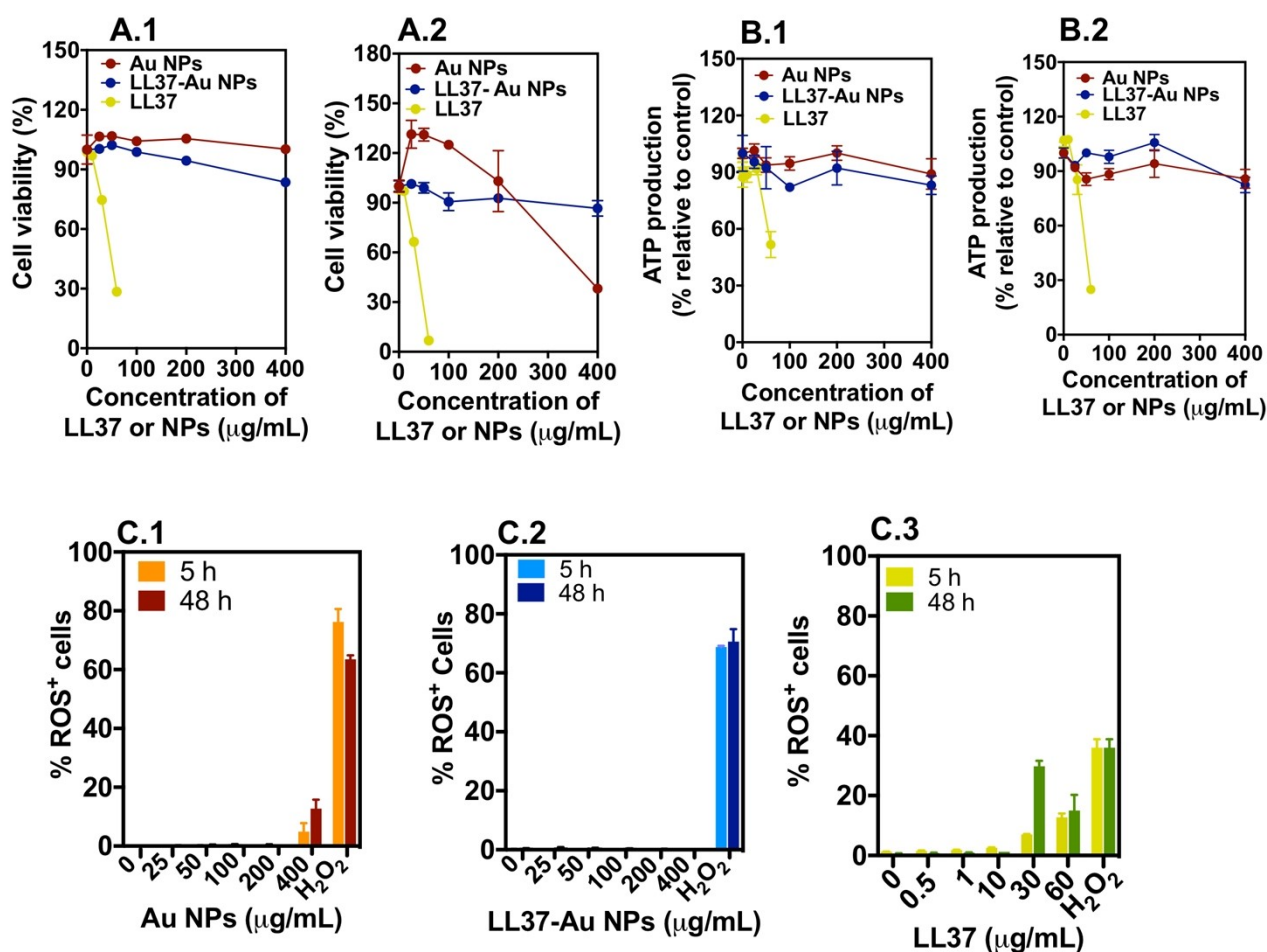 A.1
150
120
90
60
30
0
Cell viability (%)
Au NPs
LL37-Au NPs
LL37
0 100 200 300 400
Concentration of
LL37 or NPs (μg/mL)
A.2
180
150
120
90
60
30
0
Cell viability (%)
Au NPs
LL37- Au NPs
LL37
0 100 200 300 400
Concentration of
LL37 or NPs (μg/mL)
B.1
150
120
90
60
30
0
ATP production
(% relative to control)
Au NPs
LL37-Au NPs
LL37
0 100 200 300 400
Concentration of
LL37 or NPs (μg/mL)
B.2
150
120
90
60
30
0
ATP production
(% relative to control)
Au NPs
LL37-Au NPs
LL37
0 100 200 300 400
Concentration of
LL37 or NPs (μg/mL)
C.1
100
80
60
40
20
0
% ROS⁺ cells
5 h
48 h
0 25 50 100 200 400 H₂O₂
Au NPs (μg/mL)
C.2
100
80
60
40
20
0
% ROS⁺ Cells
5 h
48 h
0 25 50 100 200 400 H₂O₂
LL37-Au NPs (μg/mL)
C.3
100
80
60
40
20
0
% ROS⁺ cells
5 h
48 h
0 0.5 1 10 30 60 H₂O₂
LL37 (μg/mL)